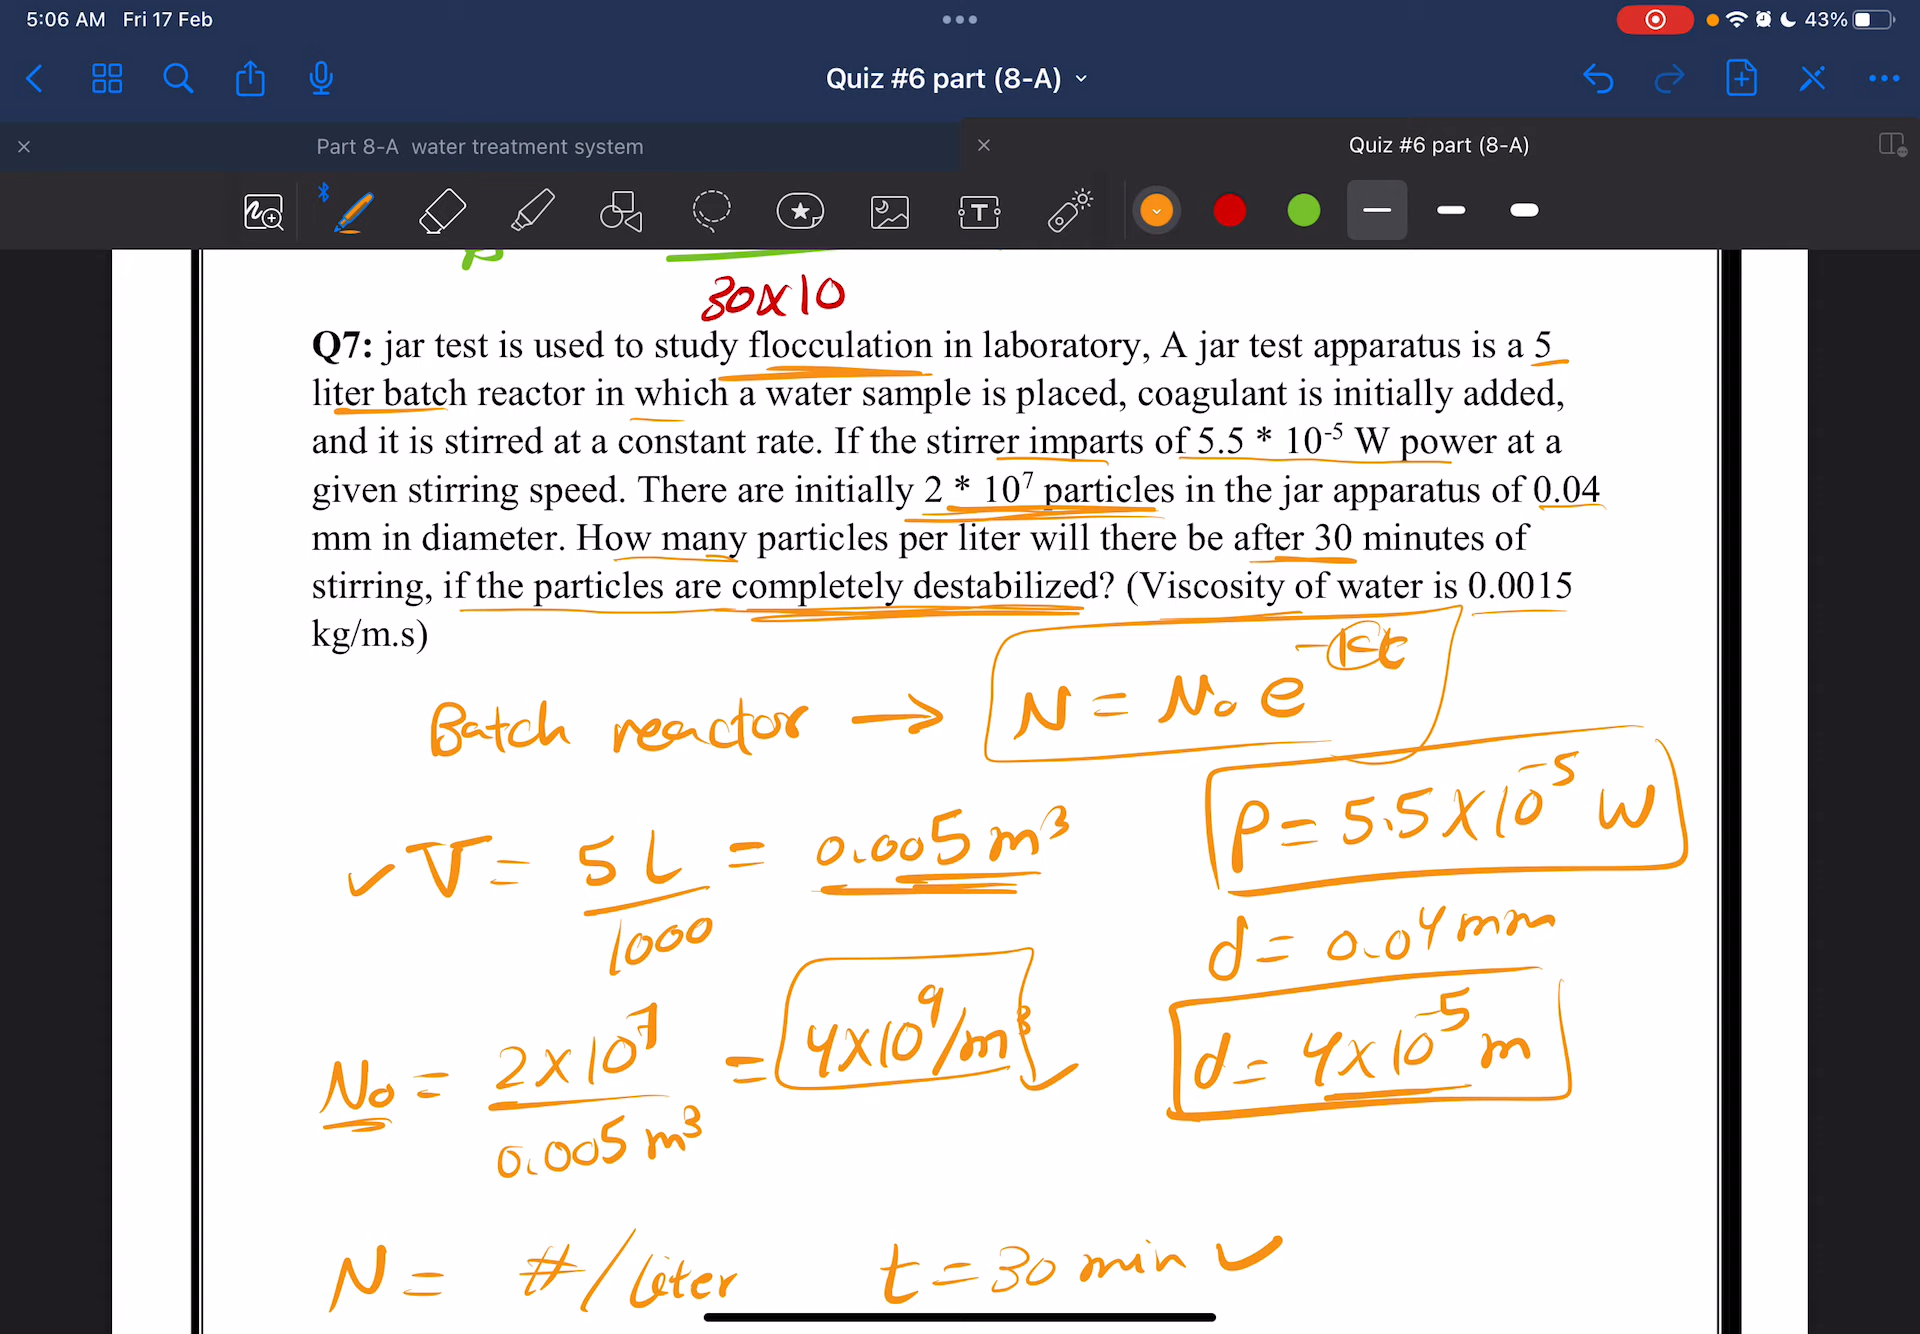 5:06 AM Fri 17 Feb
43%
Quiz #6 part (8-A)
Part 8-A water treatment system
Quiz #6 part (8-A)
30x10
Q7: jar test is used to study flocculation in laboratory, A jar test apparatus is a 5
liter batch reactor in which a water sample is placed, coagulant is initially added,
and it is stirred at a constant rate. If the stirrer imparts of 5.5 * 10⁻⁵ W power at a
given stirring speed. There are initially 2 * 10⁷ particles in the jar apparatus of 0.04
mm in diameter. How many particles per liter will there be after 30 minutes of
stirring, if the particles are completely destabilized? (Viscosity of water is 0.0015
kg/m.s)
Batch reactor → N = N₀ e^-kt
P = 5.5 x 10⁻⁵ W
V = 5 L / 1000 = 0.005 m³
d = 0.04 mm
N₀ = 2 x 10⁷ / 0.005 m³ = 4x10⁹/m³
d = 4x10⁻⁵ m
N = #/Liter t = 30 min ✓